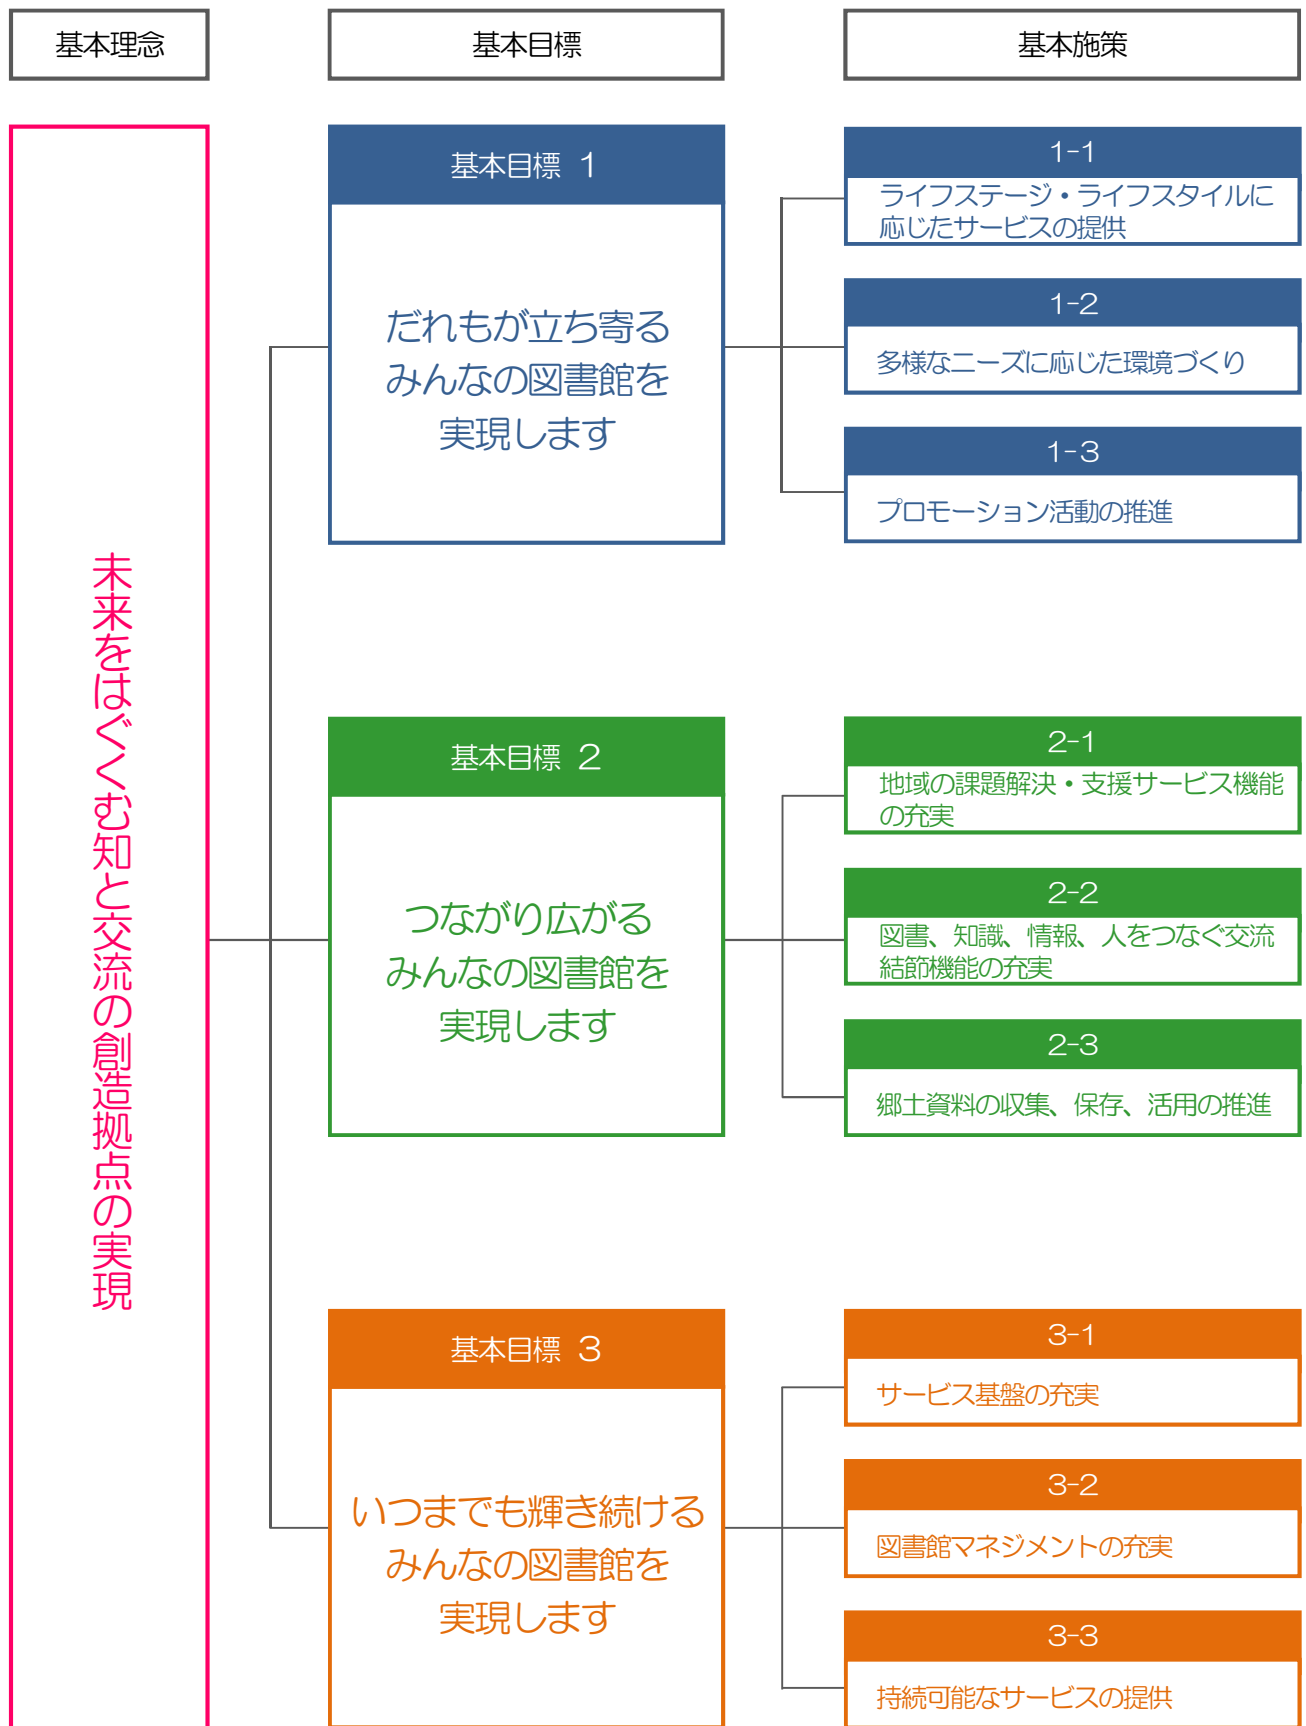 基本理念
基本目標
基本施策
未来をはぐくむ知と交流の創造拠点の実現
基本目標 1
だれもが立ち寄る
みんなの図書館を
実現します
1-1
ライフステージ・ライフスタイルに
応じたサービスの提供
1-2
多様なニーズに応じた環境づくり
1-3
プロモーション活動の推進
基本目標 2
つながり広がる
みんなの図書館を
実現します
2-1
地域の課題解決・支援サービス機能
の充実
2-2
図書、知識、情報、人をつなぐ交流
結節機能の充実
2-3
郷土資料の収集、保存、活用の推進
基本目標 3
いつまでも輝き続ける
みんなの図書館を
実現します
3-1
サービス基盤の充実
3-2
図書館マネジメントの充実
3-3
持続可能なサービスの提供